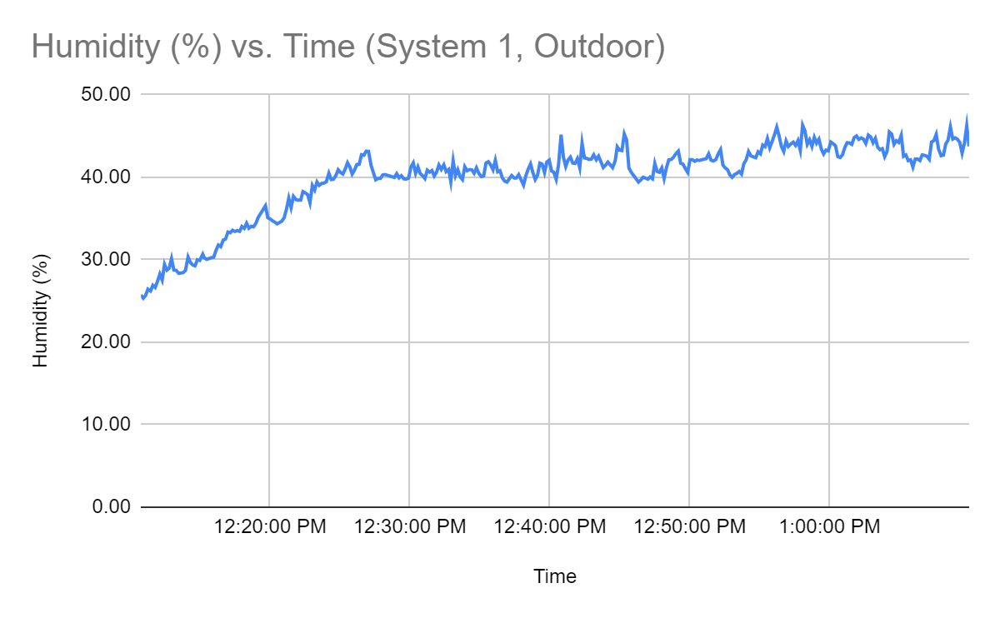 Humidity (%) vs. Time (System 1, Outdoor)
50.00
40.00
30.00
20.00
10.00
0.00
Humidity (%)
12:20:00 PM
12:30:00 PM
12:40:00 PM
12:50:00 PM
1:00:00 PM
Time